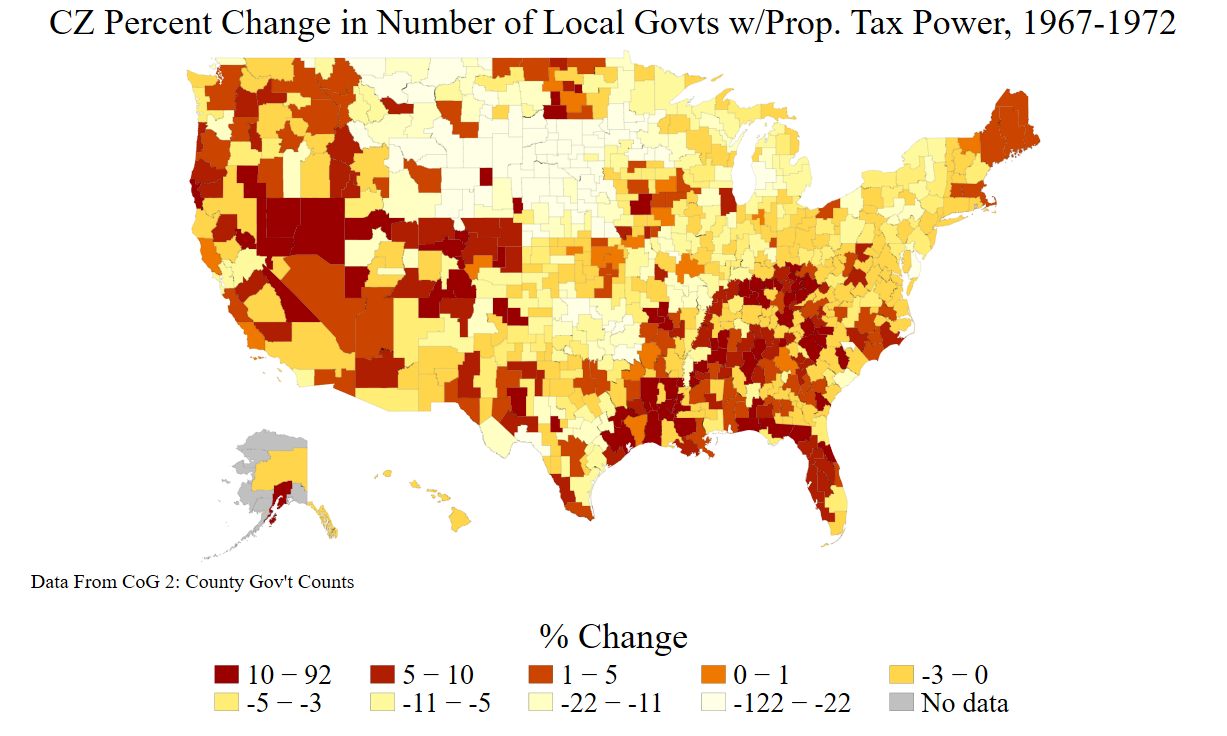 CZ Percent Change in Number of Local Govts w/Prop. Tax Power, 1967-1972
Data From CoG 2: County Gov't Counts
% Change
10 − 92 5 − 10 1 − 5 0 − 1 -3 − 0
-5 − -3 -11 − -5 -22 − -11 -122 − -22 No data